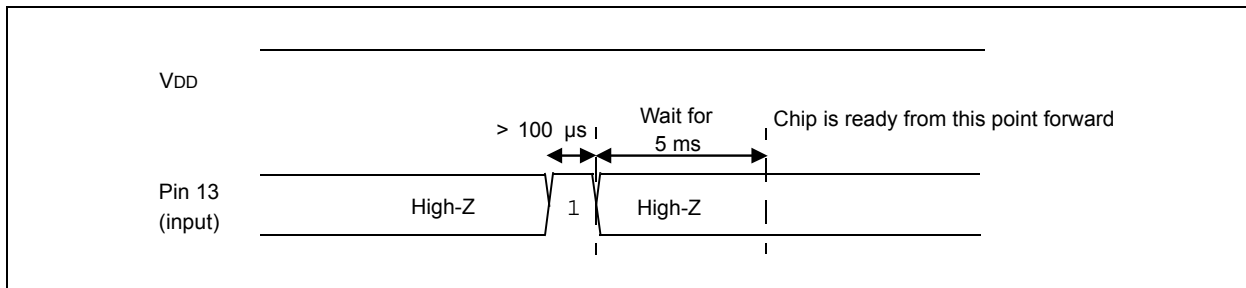 VDD
> 100 µs
Wait for
5 ms
Chip is ready from this point forward
Pin 13
(input)
High-Z
1
High-Z